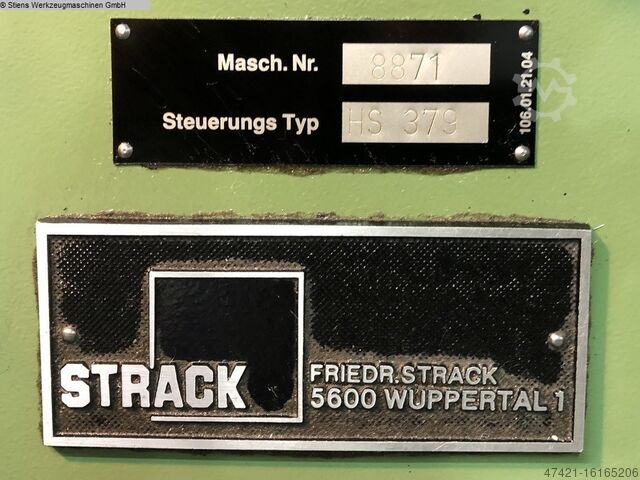 © Stiens Werkzeugmaschinen GmbH
Masch. Nr. 8871
Steuerungs Typ HS 379
106.01.21.04
STRACK
FRIEDR.STRACK
5600 WUPPERTAL 1
47421-16165206